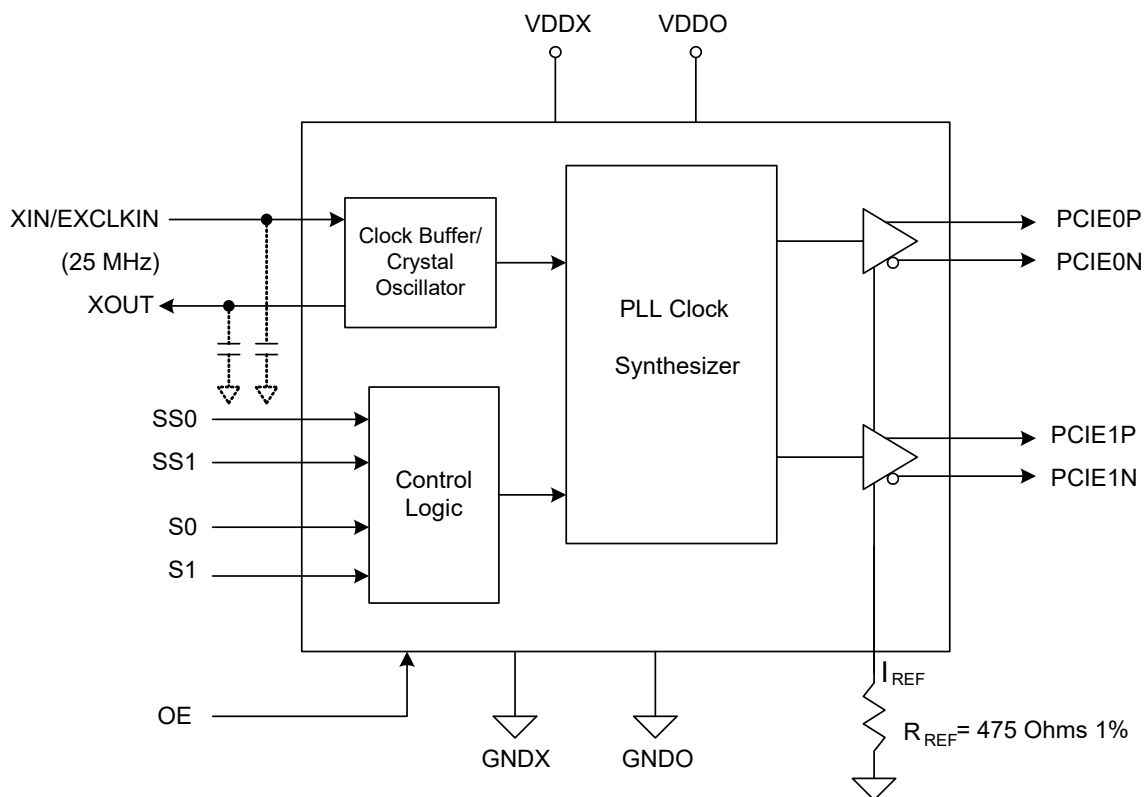 VDDX
VDDO
XIN/EXCLKIN
(25 MHz)
XOUT
Clock Buffer/
Crystal
Oscillator
PLL Clock
Synthesizer
PCIE0P
PCIE0N
SS0
SS1
S0
S1
Control
Logic
PCIE1P
PCIE1N
OE
GNDX
GNDO
IREF
RREF= 475 Ohms 1%